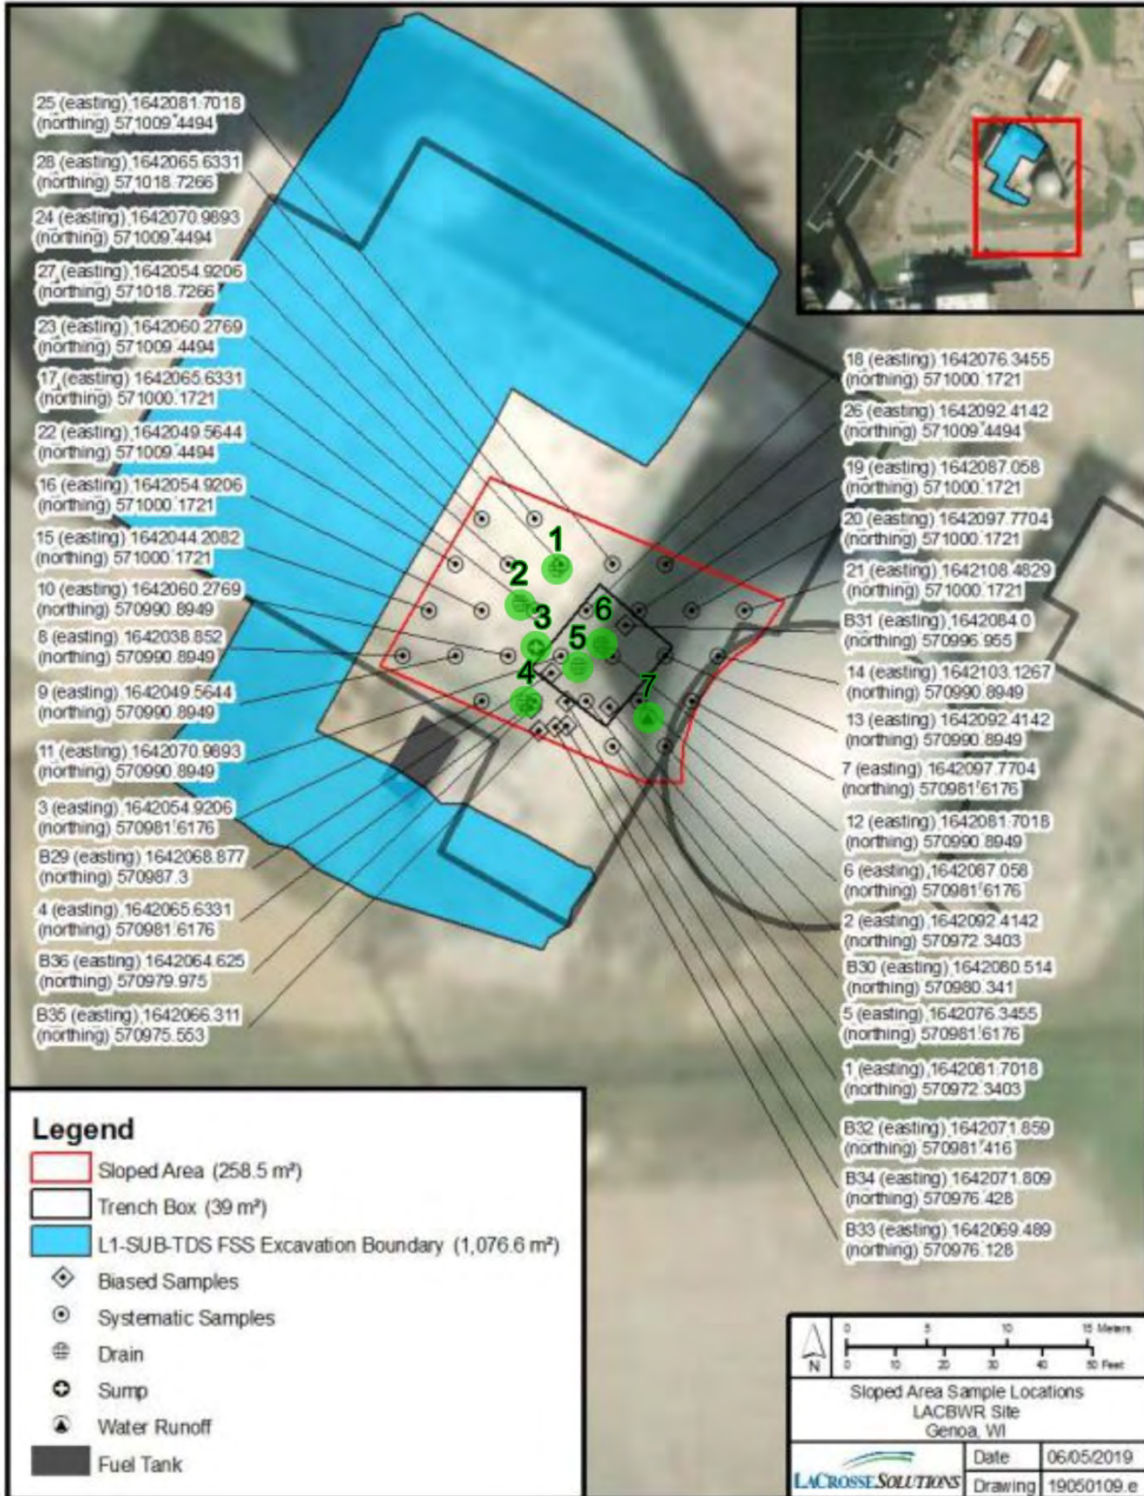 25 (easting) 1642081.7018
(northing) 571009.4494
28 (easting) 1642065.6331
(northing) 571018.7266
24 (easting) 1642070.9893
(northing) 571009.4494
27 (easting) 1642054.9206
(northing) 571018.7266
23 (easting) 1642060.2769
(northing) 571009.4494
17 (easting) 1642065.6331
(northing) 571000.1721
22 (easting) 1642049.5644
(northing) 571009.4494
16 (easting) 1642054.9206
(northing) 571000.1721
15 (easting) 1642044.2082
(northing) 571000.1721
10 (easting) 1642060.2769
(northing) 570990.8949
8 (easting) 1642038.852
(northing) 570990.8949
9 (easting) 1642049.5644
(northing) 570990.8949
11 (easting) 1642070.9893
(northing) 570990.8949
3 (easting) 1642054.9206
(northing) 570981.6176
B29 (easting) 1642068.877
(northing) 570987.3
4 (easting) 1642065.6331
(northing) 570981.6176
B36 (easting) 1642064.625
(northing) 570979.975
B35 (easting) 1642066.311
(northing) 570975.553
1
2
3
6
5
4
7
18 (easting) 1642076.3455
(northing) 571000.1721
26 (easting) 1642092.4142
(northing) 571009.4494
19 (easting) 1642087.058
(northing) 571000.1721
20 (easting) 1642097.7704
(northing) 571000.1721
21 (easting) 1642108.4829
(northing) 571000.1721
B31 (easting) 1642084.0
(northing) 570996.955
14 (easting) 1642103.1267
(northing) 570990.8949
13 (easting) 1642092.4142
(northing) 570990.8949
7 (easting) 1642097.7704
(northing) 570981.6176
12 (easting) 1642081.7018
(northing) 570990.8949
6 (easting) 1642087.058
(northing) 570981.6176
2 (easting) 1642092.4142
(northing) 570972.3403
B30 (easting) 1642080.514
(northing) 570980.341
5 (easting) 1642076.3455
(northing) 570981.6176
1 (easting) 1642081.7018
(northing) 570972.3403
B32 (easting) 1642071.859
(northing) 570981.416
B34 (easting) 1642071.809
(northing) 570976.428
B33 (easting) 1642069.489
(northing) 570976.128
Legend
Sloped Area (258.5 m²)
Trench Box (39 m²)
L1-SUB-TDS FSS Excavation Boundary (1,076.6 m²)
Biased Samples
Systematic Samples
Drain
Sump
Water Runoff
Fuel Tank
N
0 5 10 15 Meters
0 10 20 30 40 50 Feet
Sloped Area Sample Locations
LACBWR Site
Genoa, WI
LACROSSESOLUTIONS
Date 06/05/2019
Drawing 19050109.e